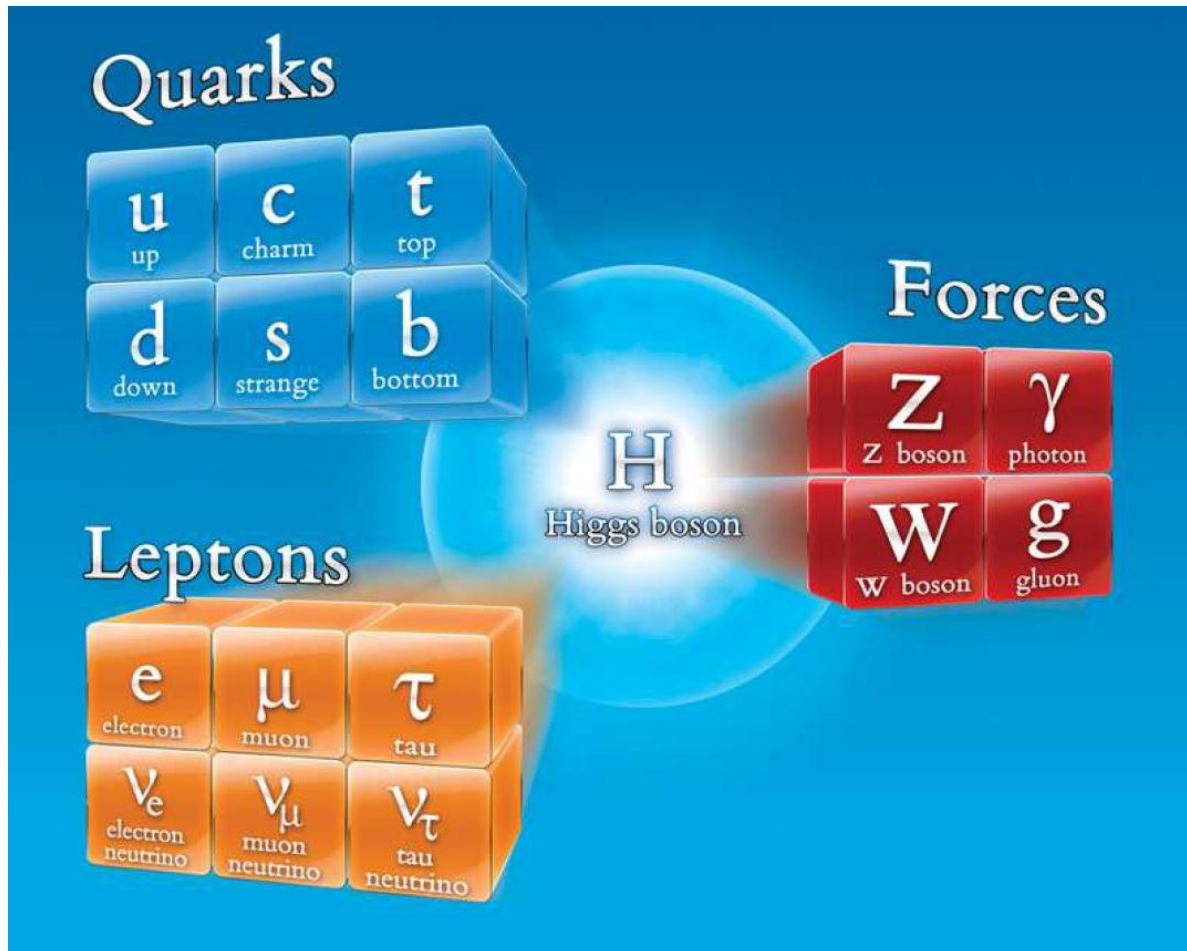 Quarks
u
up
c
charm
t
top
d
down
s
strange
b
bottom
Forces
Z
Z boson
γ
photon
W
W boson
g
gluon
H
Higgs boson
Leptons
e
electron
μ
muon
τ
tau
νe
electron
neutrino
νμ
muon
neutrino
ντ
tau
neutrino